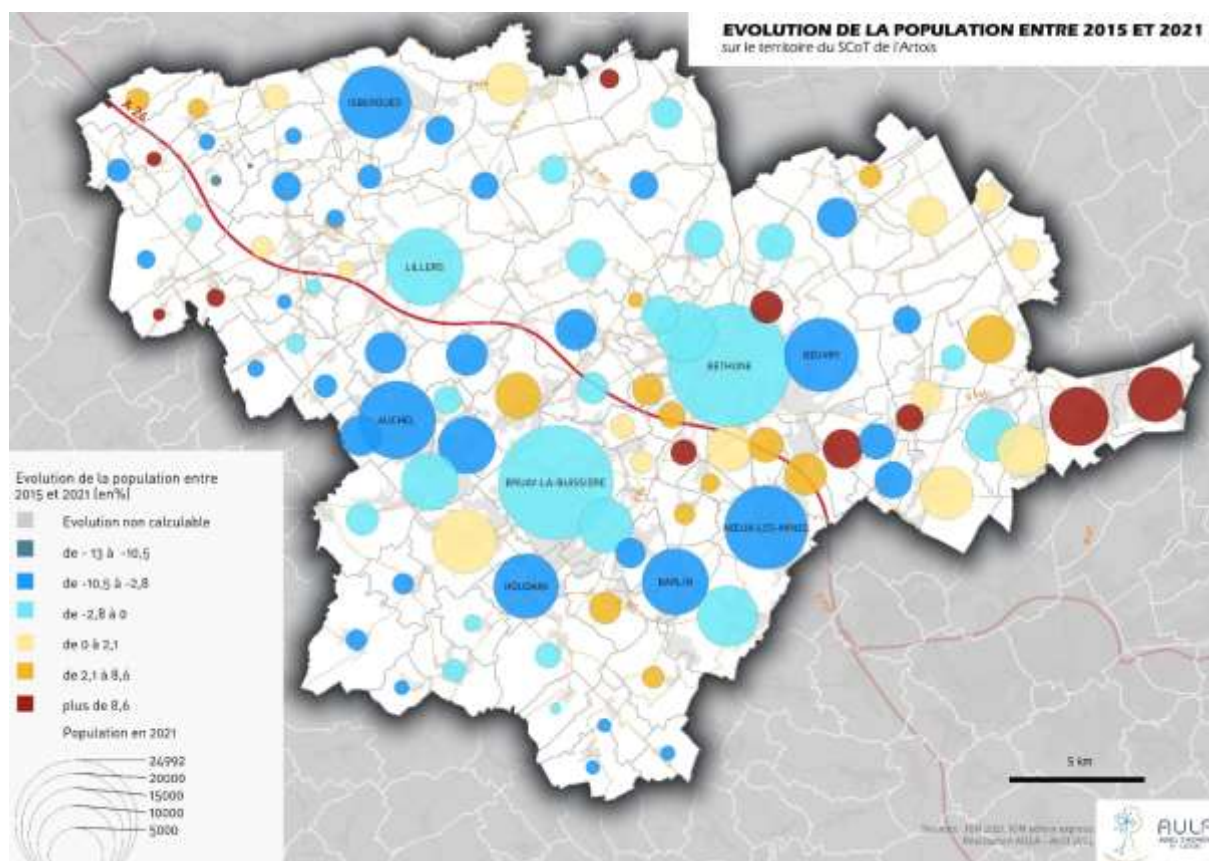 EVOLUTION DE LA POPULATION ENTRE 2015 ET 2021
sur le territoire du SCoT de l'Artois
A 26
ISBERGUES
LILLERS
BETHUNE
BEUVRY
AUCHEL
BRUAY-LA-BUISSIERE
NŒUX-LES-MINES
HOUDAIN
BARLIN
Evolution de la population entre
2015 et 2021 (en%)
Evolution non calculable
de - 13 à -10,5
de -10,5 à -2,8
de -2,8 à 0
de 0 à 2,1
de 2,1 à 8,6
plus de 8,6
Population en 2021
24992
20000
15000
10000
5000
5 km
AULA